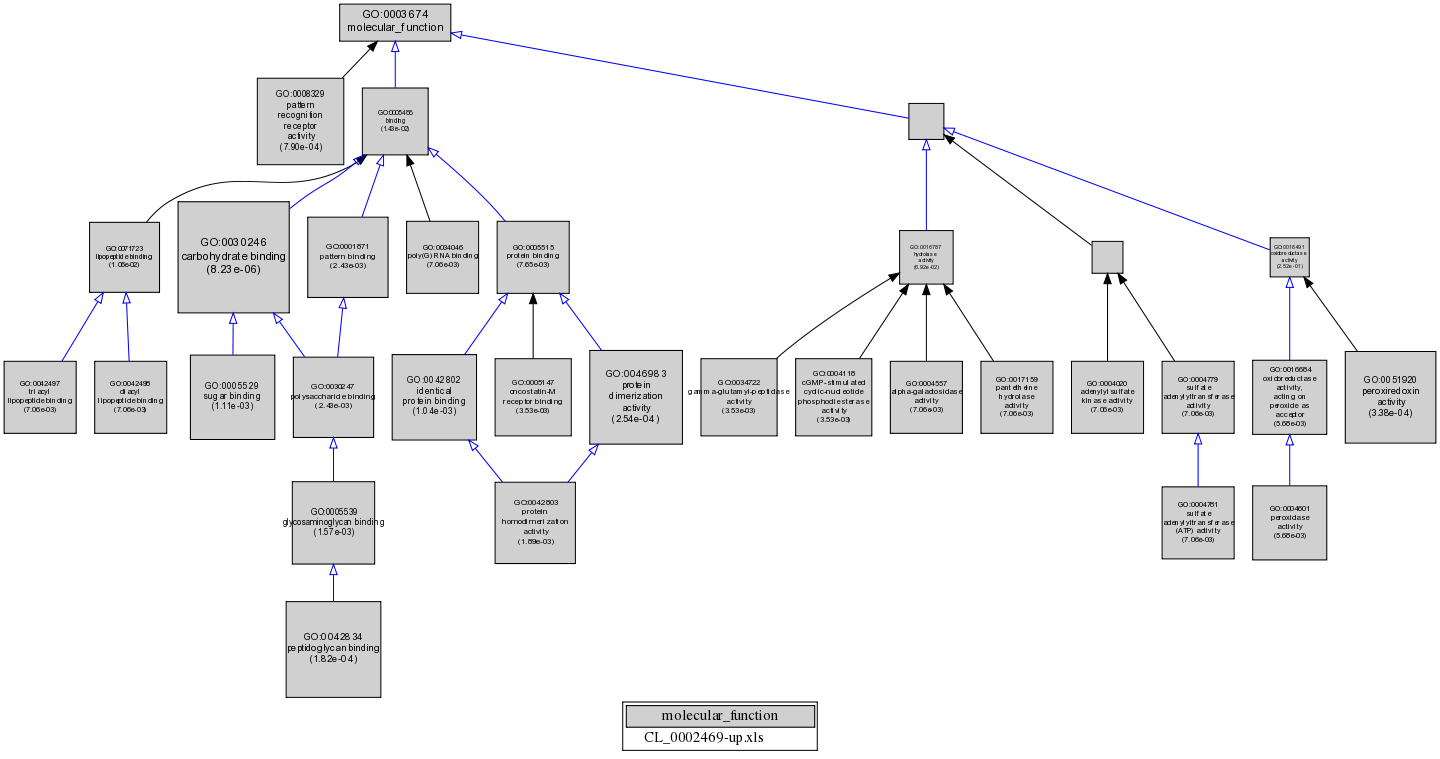 GO:0003674
molecular_function
GO:0008329
pattern
recognition
receptor
activity
(7.90e-04)
GO:0005488
binding
(1.43e-02)
GO:0071723
lipopeptide binding
(1.06e-02)
GO:0030246
carbohydrate binding
(8.23e-06)
GO:0001871
pattern binding
(2.43e-03)
GO:0034046
poly(G) RNA binding
(7.06e-03)
GO:0005515
protein binding
(7.65e-03)
GO:0016787
hydrolase
activity
(6.92e-02)
GO:0016491
oxidoreductase
activity
(2.52e-01)
GO:0042497
triacyl
lipopeptide binding
(7.06e-03)
GO:0042498
diacyl
lipopeptide binding
(7.06e-03)
GO:0005529
sugar binding
(1.11e-03)
GO:0030247
polysaccharide binding
(2.43e-03)
GO:0042802
identical
protein binding
(1.04e-03)
GO:0005147
oncostatin-M
receptor binding
(3.53e-03)
GO:0046983
protein
dimerization
activity
(2.54e-04)
GO:0034722
gamma-glutamyl-peptidase
activity
(3.53e-03)
GO:0004118
cGMP-stimulated
cyclic-nucleotide
phosphodiesterase
activity
(3.53e-03)
GO:0004557
alpha-galactosidase
activity
(7.06e-03)
GO:0017159
pantetheine
hydrolase
activity
(7.06e-03)
GO:0004020
adenylylsulfate
kinase activity
(7.06e-03)
GO:0004779
sulfate
adenylyltransferase
activity
(7.06e-03)
GO:0016684
oxidoreductase
activity,
acting on
peroxide as
acceptor
(5.68e-03)
GO:0051920
peroxiredoxin
activity
(3.38e-04)
GO:0005539
glycosaminoglycan binding
(1.57e-03)
GO:0042803
protein
homodimerization
activity
(1.89e-03)
GO:0004781
sulfate
adenylyltransferase
(ATP) activity
(7.06e-03)
GO:0004601
peroxidase
activity
(5.68e-03)
GO:0042834
peptidoglycan binding
(1.82e-04)
molecular_function
CL_0002469-up.xls